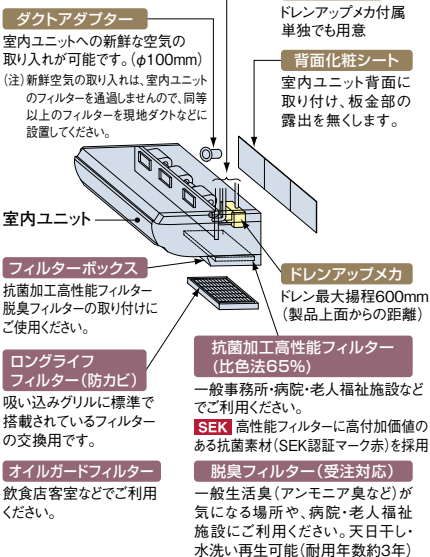 ダクトアダプター
室内ユニットへの新鮮な空気の
取り入れが可能です。(φ100mm)
(注)新鮮空気の取り入れは、室内ユニット
のフィルターを通過しませんので、同等
以上のフィルターを現地ダクトなどに
設置してください。
ドレンアップメカ付属
単独でも用意
背面化粧シート
室内ユニット背面に
取り付け、板金部の
露出を無くします。
室内ユニット
フィルターボックス
抗菌加工高性能フィルター
脱臭フィルターの取り付けに
ご使用ください。
ドレンアップメカ
ドレン最大揚程600mm
(製品上面からの距離)
ロングライフ
フィルター(防カビ)
吸い込みグリルに標準で
搭載されているフィルター
の交換用です。
抗菌加工高性能フィルター
(比色法65%)
一般事務所・病院・老人福祉施設など
でご利用ください。
SEK 高性能フィルターに高付加価値の
ある抗菌素材(SEK認証マーク赤)を採用
オイルガードフィルター
飲食店客室などでご利用
ください。
脱臭フィルター(受注対応)
一般生活臭(アンモニア臭など)が
気になる場所や、病院・老人福祉
施設にご利用ください。天日干し・
水洗い再生可能(耐用年数約3年)